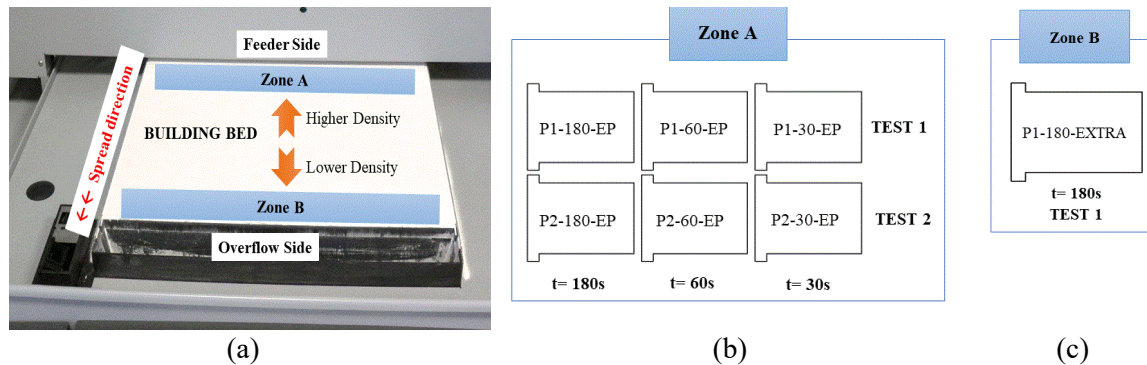 Feeder Side
Zone A
Spread direction
BUILDING BED
Higher Density
Lower Density
Zone B
Overflow Side
(a)
Zone A
P1-180-EP P1-60-EP P1-30-EP TEST 1
P2-180-EP P2-60-EP P2-30-EP TEST 2
t= 180s t= 60s t= 30s
(b)
Zone B
P1-180-EXTRA
t= 180s
TEST 1
(c)